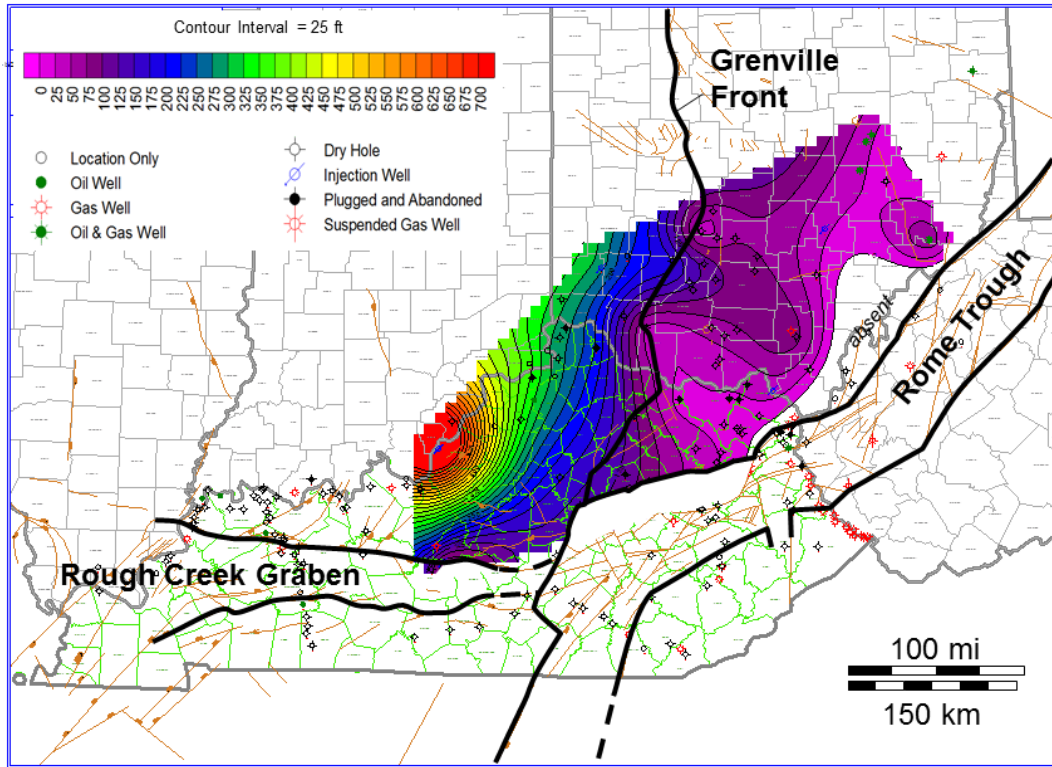 Contour Interval = 25 ft
0 25 50 75 100 125 150 175 200 225 250 275 300 325 350 375 400 425 450 475 500 525 550 575 600 625 650 675 700
Location Only
Oil Well
Gas Well
Oil & Gas Well
Dry Hole
Injection Well
Plugged and Abandoned
Suspended Gas Well
Grenville
Front
absent
Rome Trough
Rough Creek Graben
100 mi
150 km